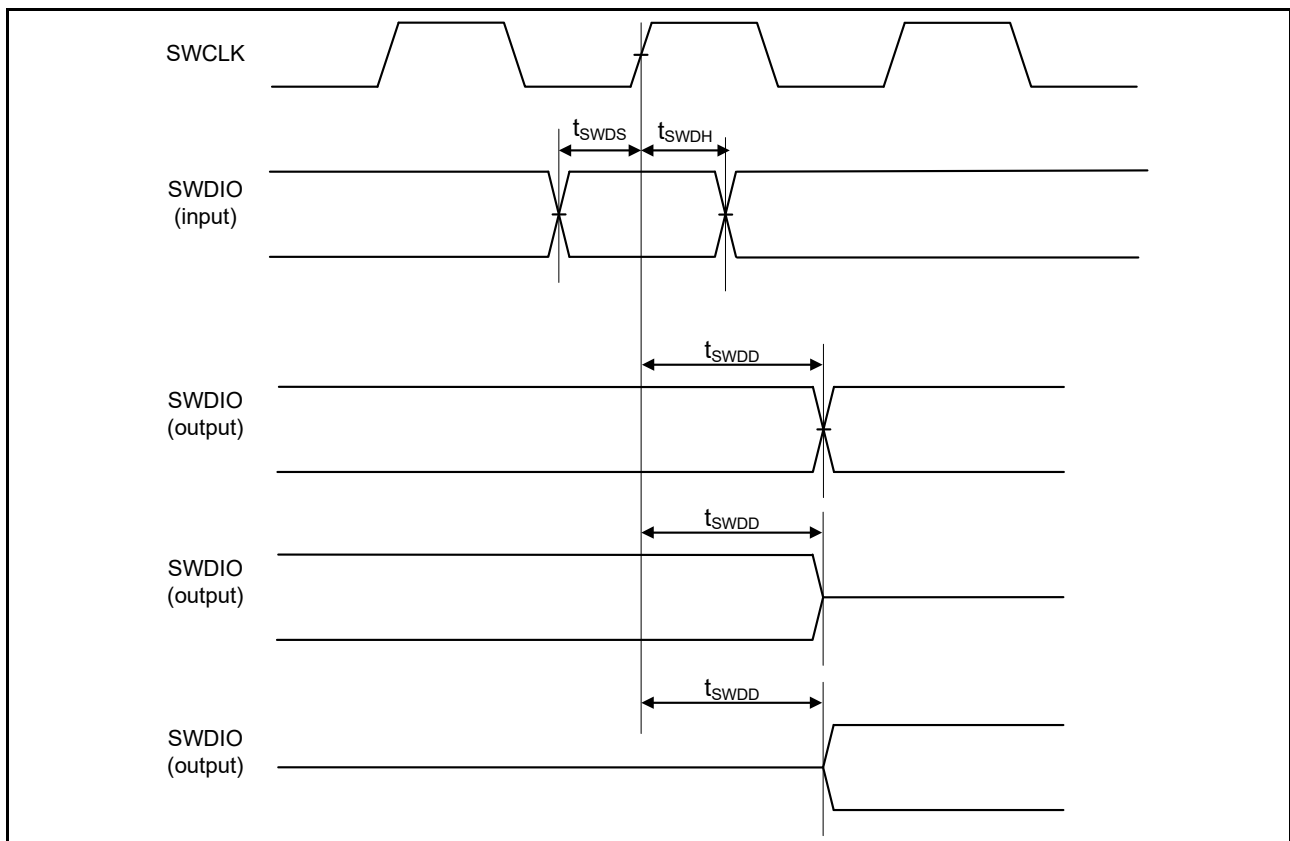 SWCLK
tSWDS tSWDH
SWDIO
(input)
tSWDD
SWDIO
(output)
tSWDD
SWDIO
(output)
tSWDD
SWDIO
(output)